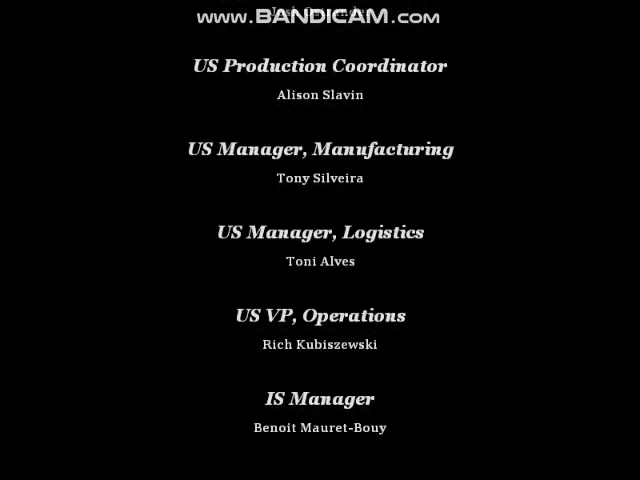 www.BANDICAM.com
US Production Coordinator
Alison Slavin
US Manager, Manufacturing
Tony Silveira
US Manager, Logistics
Toni Alves
US VP, Operations
Rich Kubiszewski
IS Manager
Benoit Mauret-Bouy